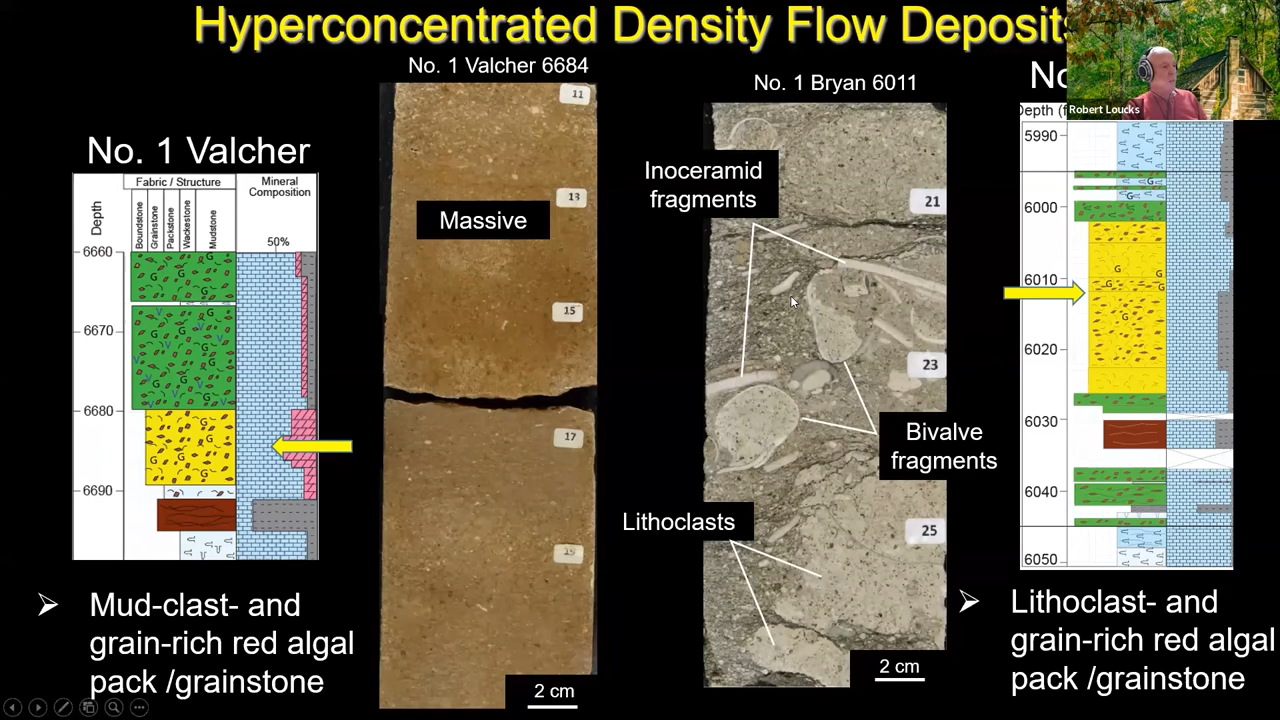 Hyperconcentrated Density Flow Deposits
No. 1 Valcher 6684
No. 1 Bryan 6011
No
Robert Loucks
No. 1 Valcher
Fabric / Structure
Mineral
Composition
Depth
Boundstone
Grainstone
Packstone
Wackestone
Mudstone
50%
6660
6670
6680
6690
G
G
G
G
G
G
G
G
G
G
11
13
Massive
15
17
19
2 cm
Inoceramid
fragments
21
23
Bivalve
fragments
Lithoclasts
25
2 cm
Depth (f
5990
6000
6010
6020
6030
6040
6050
G
G
G
G
G
G
G
➢ Mud-clast- and
grain-rich red algal
pack /grainstone
➢ Lithoclast- and
grain-rich red algal
pack /grainstone